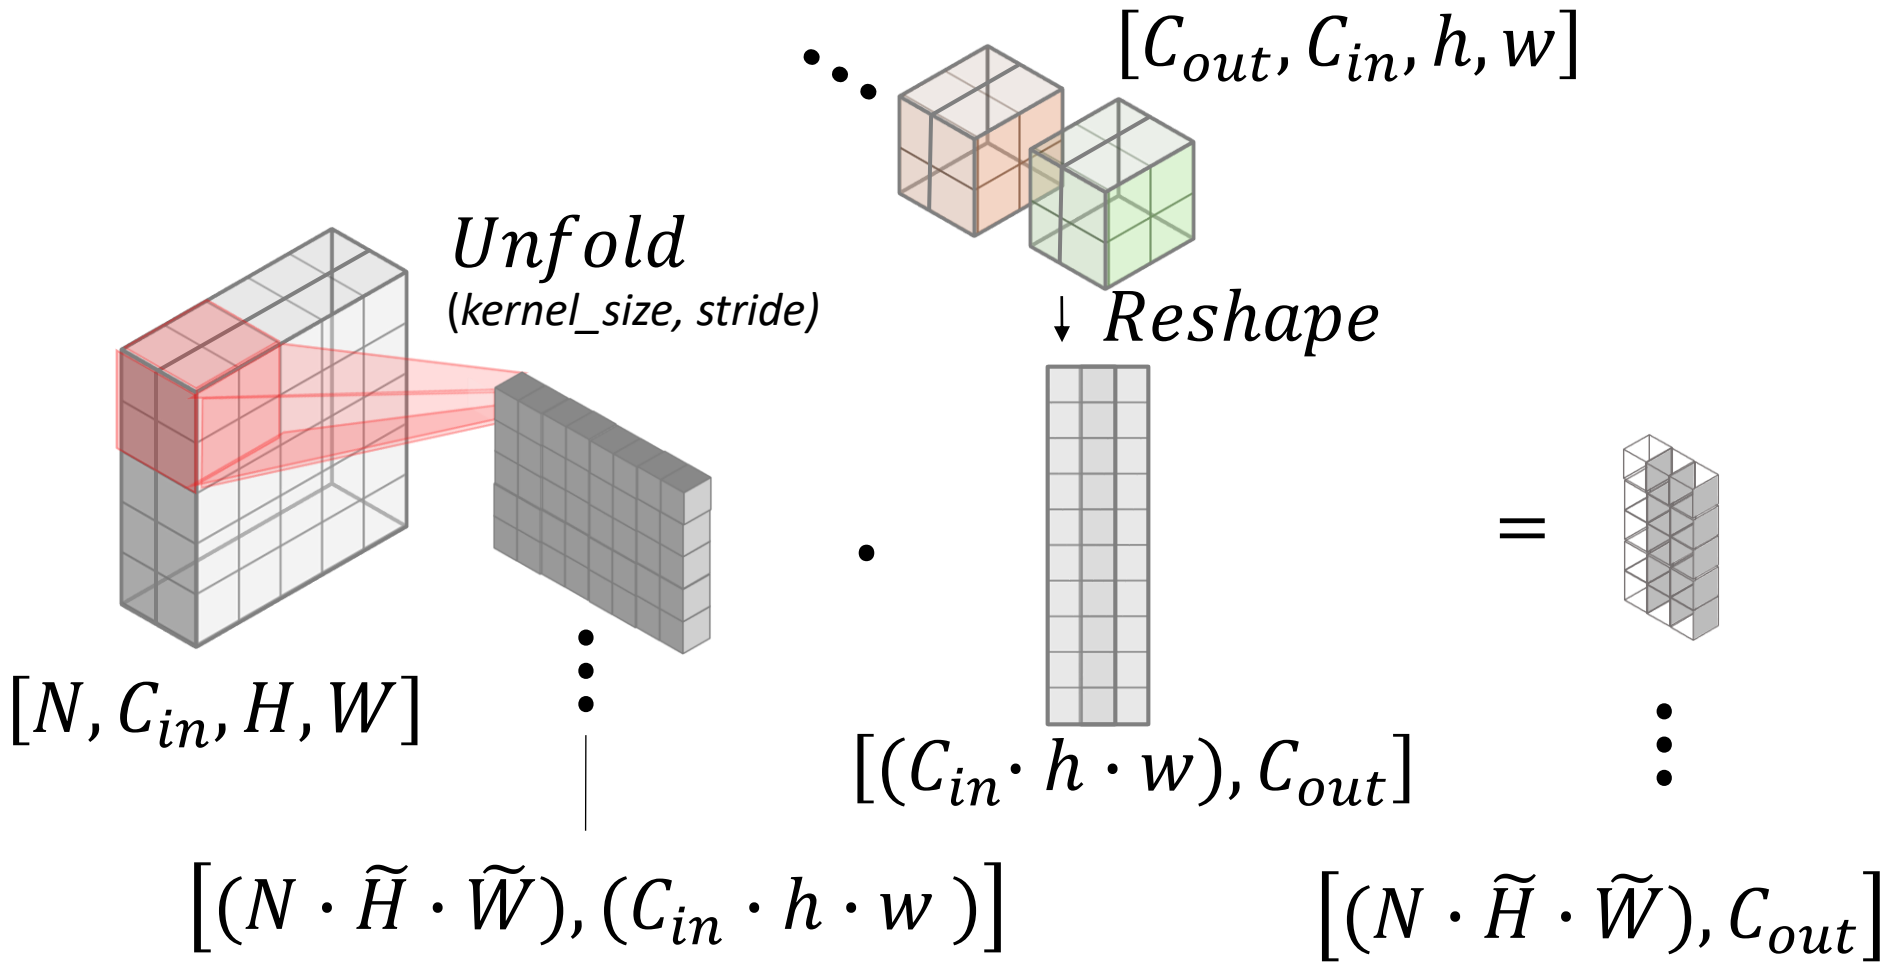 [C_out, C_in, h, w]
Unfold
(kernel_size, stride)
↓ Reshape
· =
[N, C_in, H, W]
[(C_in · h · w), C_out]
[(N · H̃ · W̃), (C_in · h · w )]
[(N · H̃ · W̃), C_out]